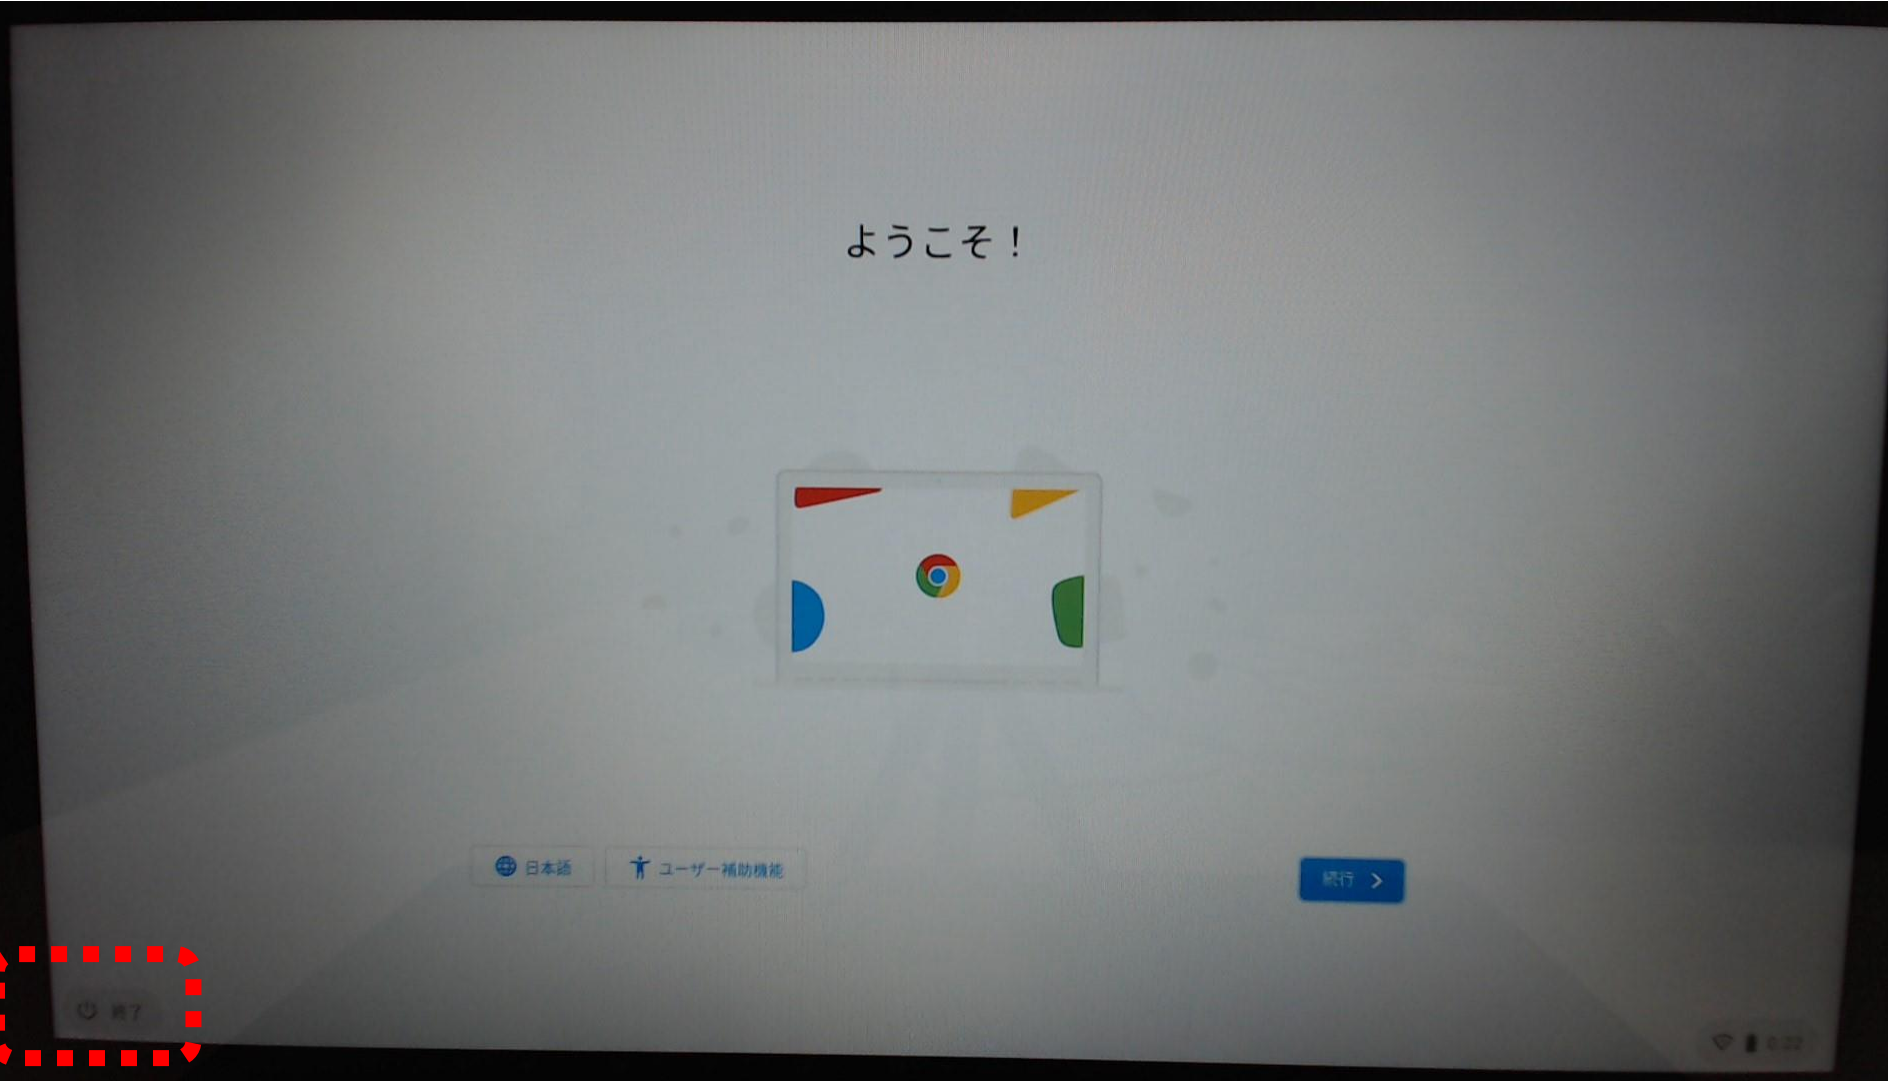 ようこそ！
日本語
ユーザー補助機能
続行
終了